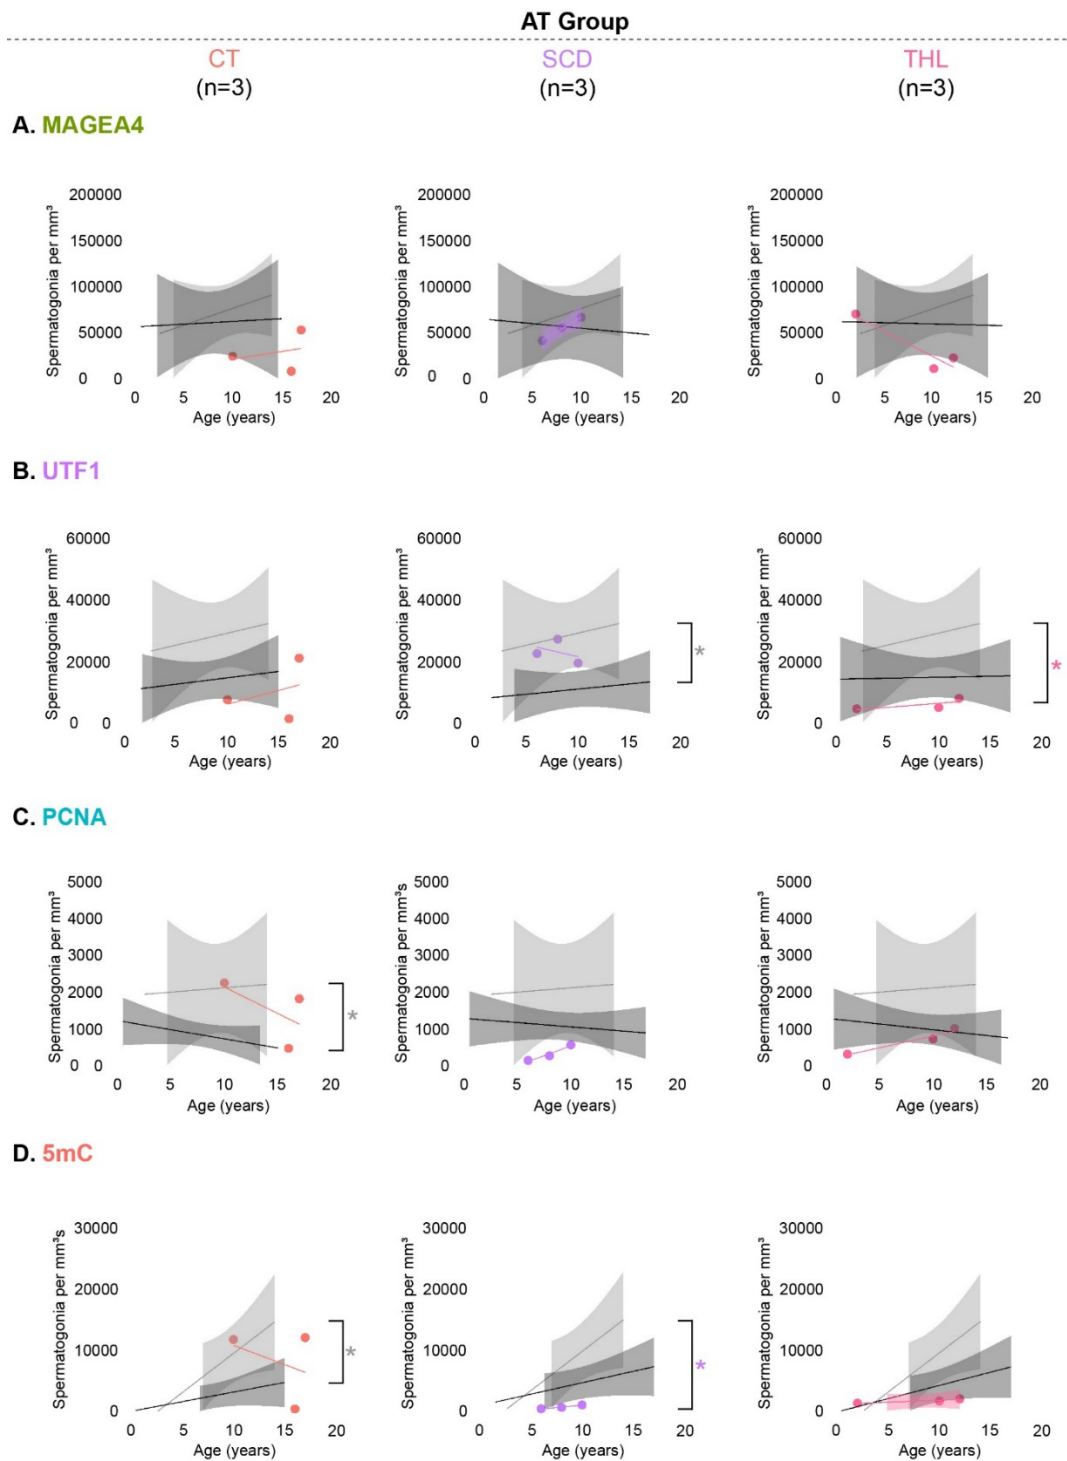 AT Group
CT SCD THL
(n=3) (n=3) (n=3)
A. MAGEA4
Spermatogonia per mm³ Spermatogonia per mm³ Spermatogonia per mm³
200000 200000 200000
150000 150000 150000
100000 100000 100000
50000 50000 50000
0 0 0 0
0 5 10 15 20 0 5 10 15 20 0 5 10 15 20
Age (years) Age (years) Age (years)
B. UTF1
Spermatogonia per mm³ Spermatogonia per mm³ Spermatogonia per mm³
60000 60000 60000
40000 40000 40000
20000 * 20000 * 20000
0 0 0 0
0 5 10 15 20 0 5 10 15 20 0 5 10 15 20
Age (years) Age (years) Age (years)
C. PCNA
Spermatogonia per mm³ Spermatogonia per mm³s Spermatogonia per mm³
5000 5000 5000
4000 4000 4000
3000 3000 3000
2000 2000 2000
1000 * 1000 1000
0 0 0 0
0 5 10 15 20 0 5 10 15 20 0 5 10 15 20
Age (years) Age (years) Age (years)
D. 5mC
Spermatogonia per mm³s Spermatogonia per mm³ Spermatogonia per mm³
30000 30000 30000
20000 20000 20000
10000 * 10000 * 10000
0 0 0
0 5 10 15 20 0 5 10 15 20 0 5 10 15 20
Age (years) Age (years) Age (years)